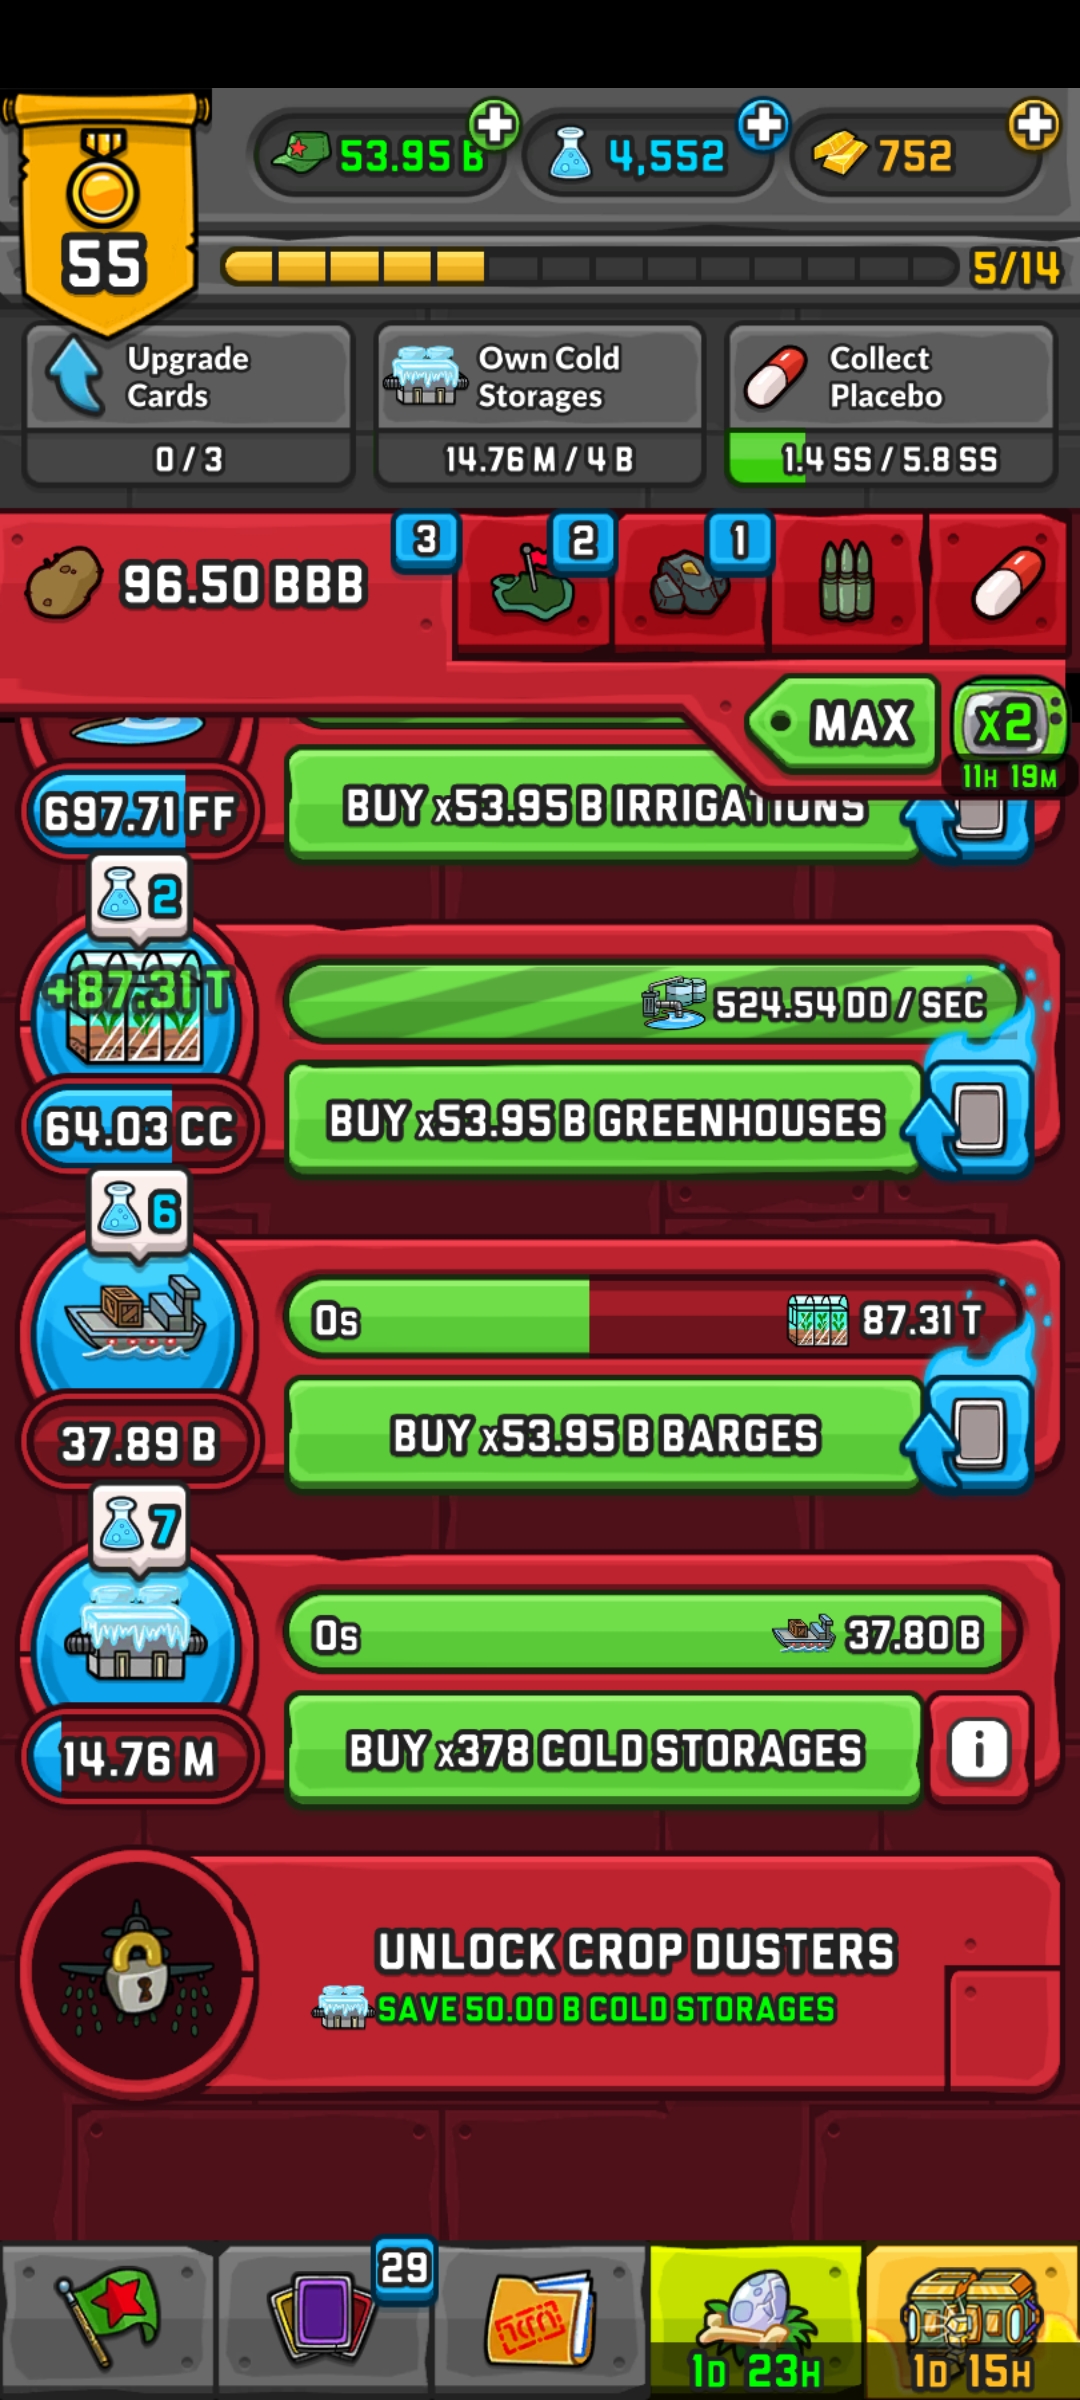 53.95 B
4,552
752
55
5/14
Upgrade
Cards
0 / 3
Own Cold
Storages
14.76 M / 4 B
Collect
Placebo
1.4 SS / 5.8 SS
96.50 BBB
3
2
1
MAX
x2
11H 19M
697.71 FF
BUY x53.95 B IRRIGATIONS
2
+87.31 T
524.54 DD / SEC
64.03 CC
BUY x53.95 B GREENHOUSES
6
0s
87.31 T
37.89 B
BUY x53.95 B BARGES
7
0s
37.80 B
14.76 M
BUY x378 COLD STORAGES
i
UNLOCK CROP DUSTERS
SAVE 50.00 B COLD STORAGES
29
1D 23H
1D 15H